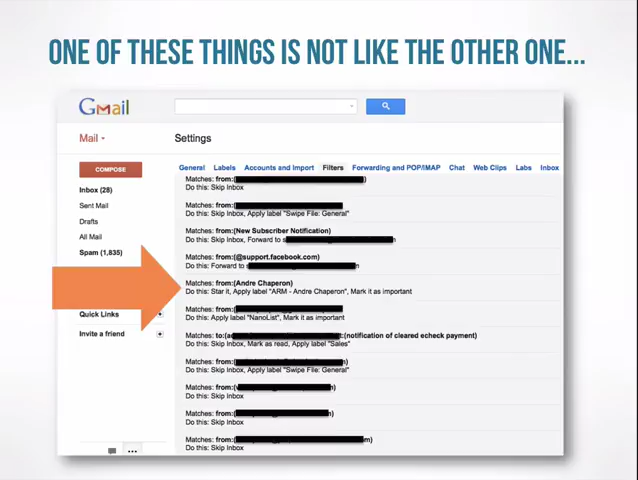 ONE OF THESE THINGS IS NOT LIKE THE OTHER ONE...
Gmail
Mail
Settings
COMPOSE
General Labels Accounts and Import Filters Forwarding and POP/IMAP Chat Web Clips Labs Inbox
Inbox (28)
Sent Mail
Drafts
All Mail
Spam (1,835)
Quick Links
Invite a friend
Matches: from:( )
Do this: Skip Inbox
Matches: from:(
Do this: Skip Inbox, Apply label "Swipe File: General"
Matches: from:(New Subscriber Notification)
Do this: Skip Inbox, Forward to s
Matches: from:(@support.facebook.com)
Do this: Forward to
Matches: from:(Andre Chaperon)
Do this: Star it, Apply label "ARM - Andre Chaperon", Mark it as important
Matches: from:(
Do this: Apply label "NanoList", Mark it as important
Matches: to:( :(notification of cleared echeck payment)
Do this: Skip Inbox, Mark as read, Apply label "Sales"
Matches: from:( )
Do this: Skip Inbox, Apply label "Swipe File: General"
Matches: from:( )
Do this: Skip Inbox
Matches: from:( )
Do this: Skip Inbox
Matches: from:( )
Do this: Skip Inbox